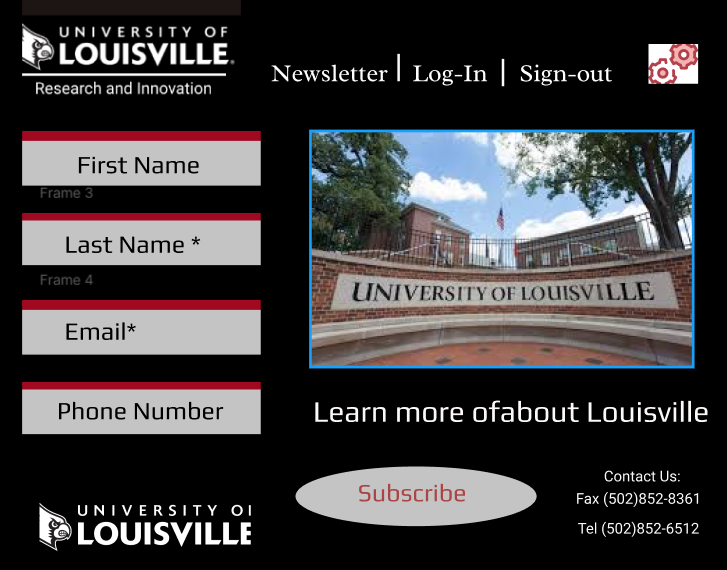 UNIVERSITY OF
LOUISVILLE.
Research and Innovation
Newsletter | Log-In | Sign-out
First Name
Frame 3
Last Name *
Frame 4
Email*
Phone Number
UNIVERSITY OF LOUISVILLE
Learn more ofabout Louisville
Subscribe
Contact Us:
Fax (502)852-8361
Tel (502)852-6512
UNIVERSITY OF
LOUISVILLE